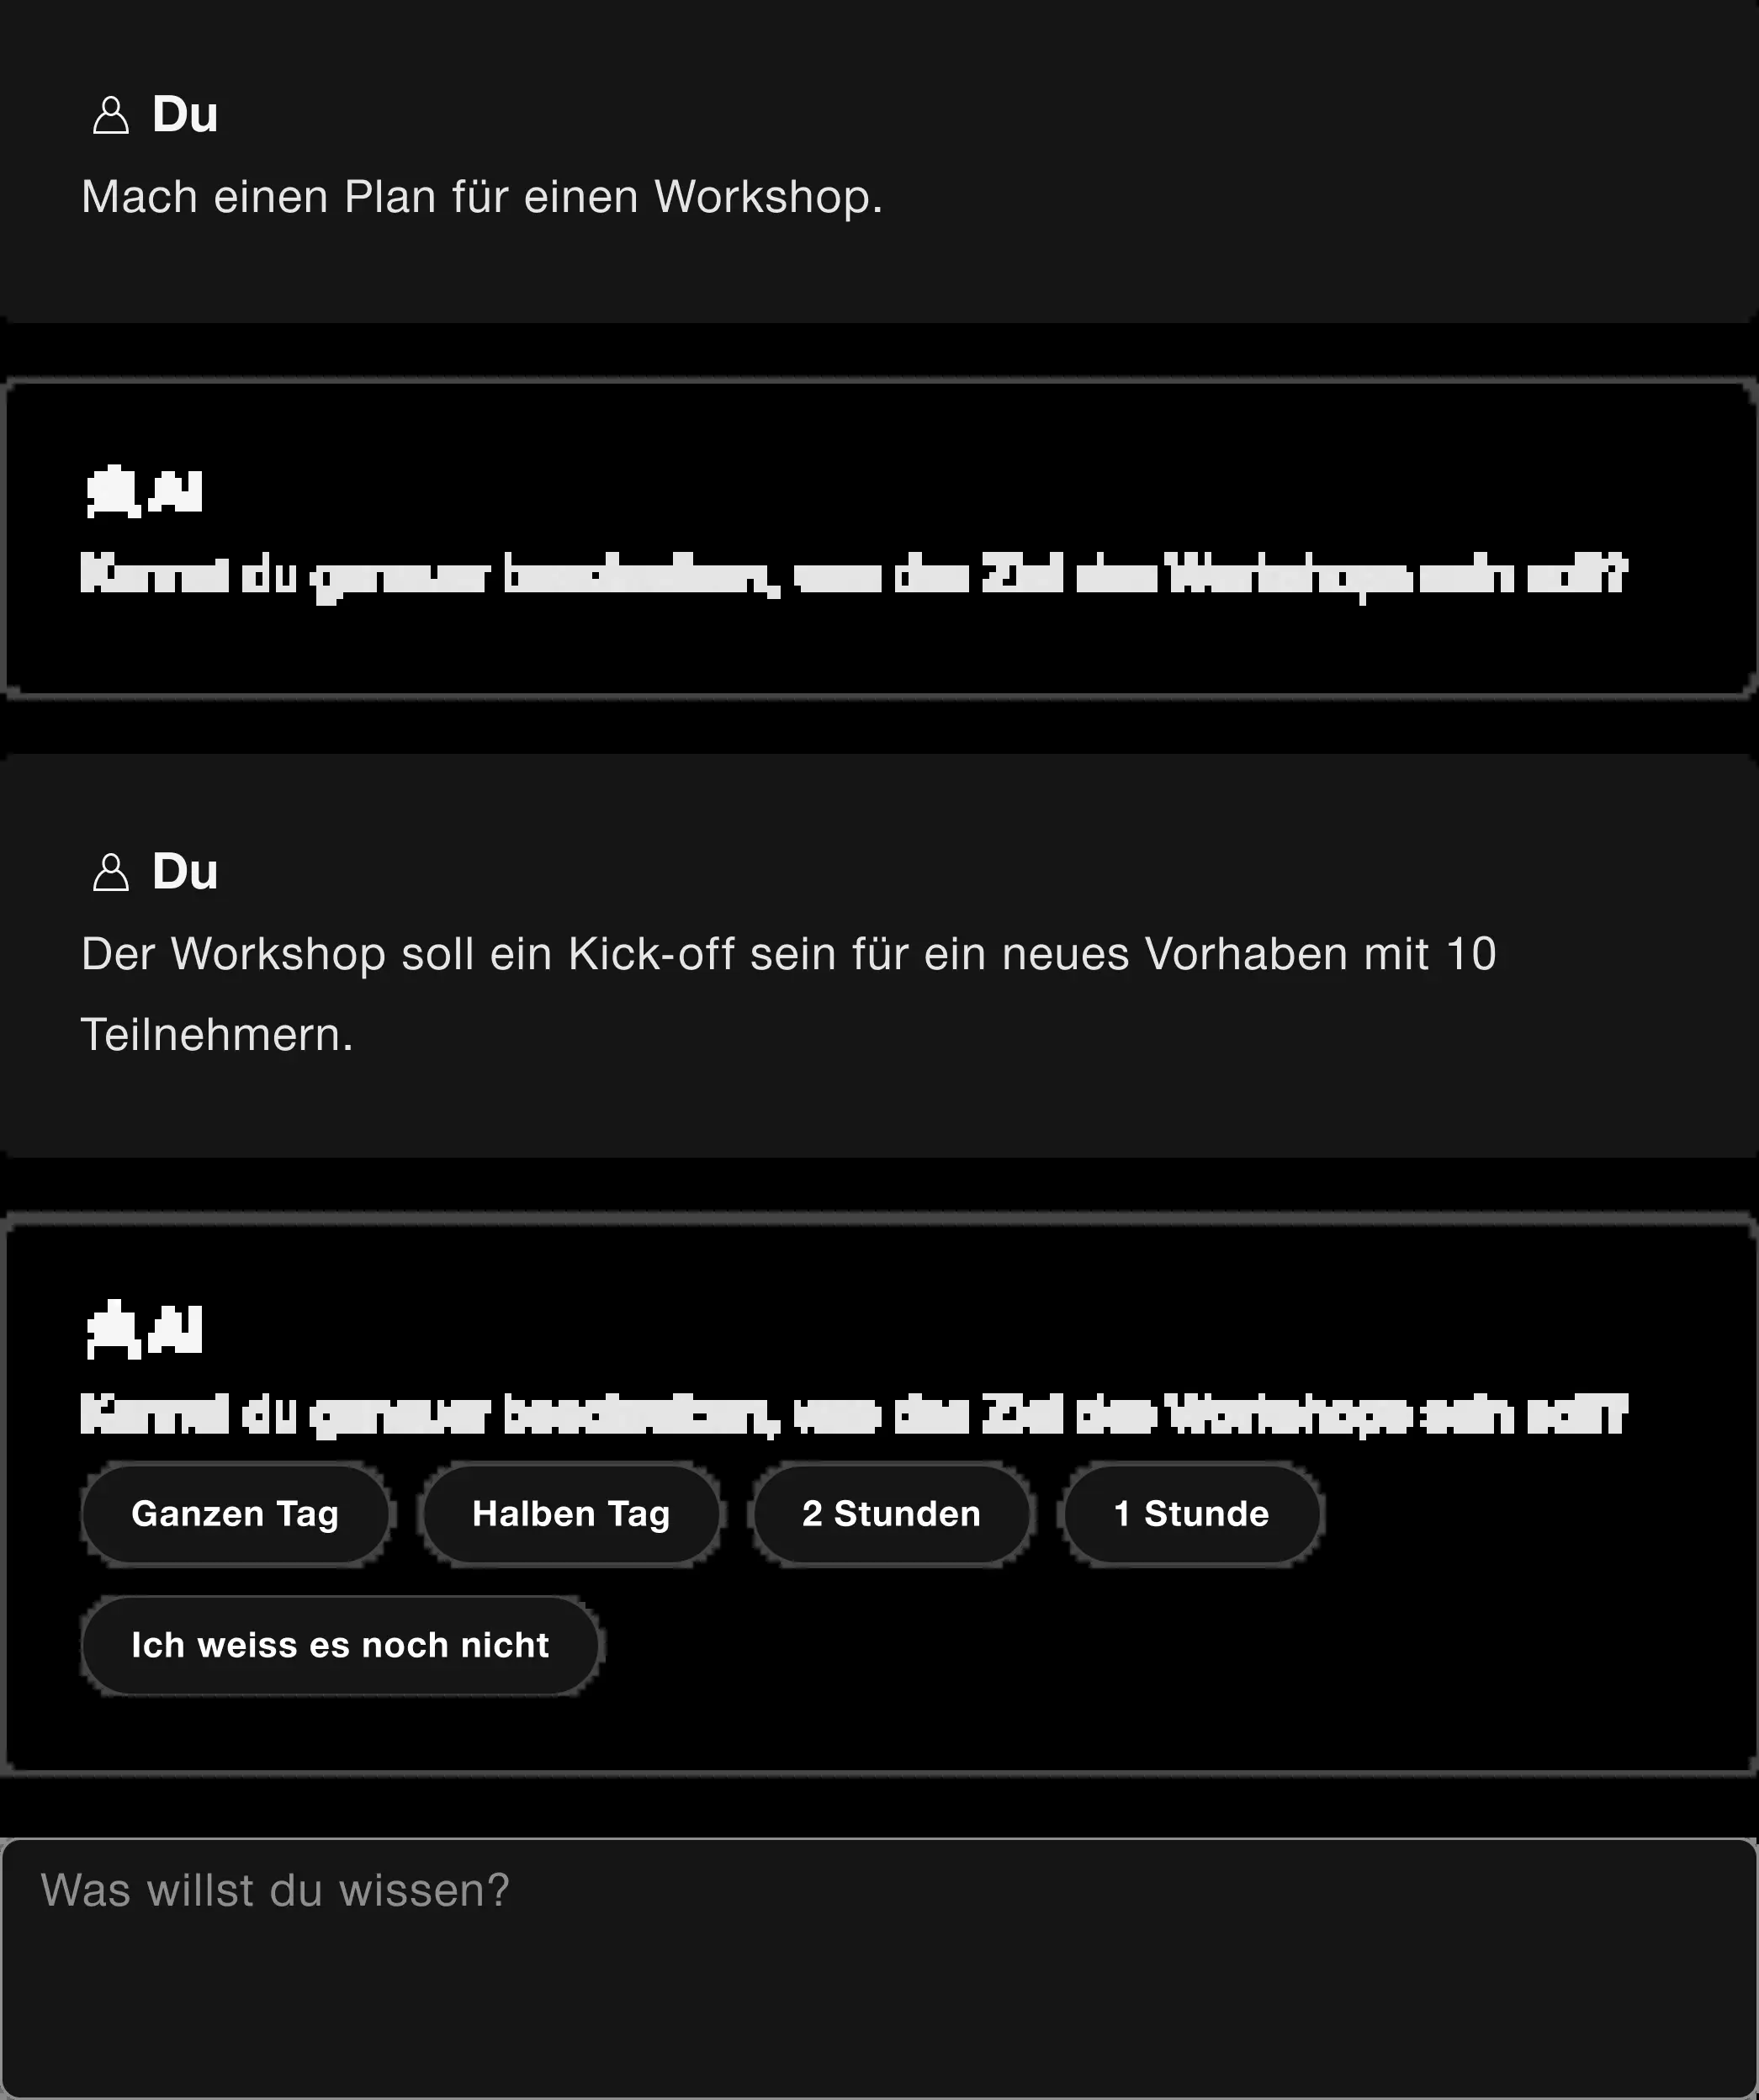 Du
Mach einen Plan für einen Workshop.
AI
Kannst du genauer beschreiben, was das Ziel des Workshops sein soll?
Du
Der Workshop soll ein Kick-off sein für ein neues Vorhaben mit 10
Teilnehmern.
AI
Kannst du genauer beschreiben, was das Ziel des Workshops sein soll?
Ganzen Tag
Halben Tag
2 Stunden
1 Stunde
Ich weiss es noch nicht
Was willst du wissen?